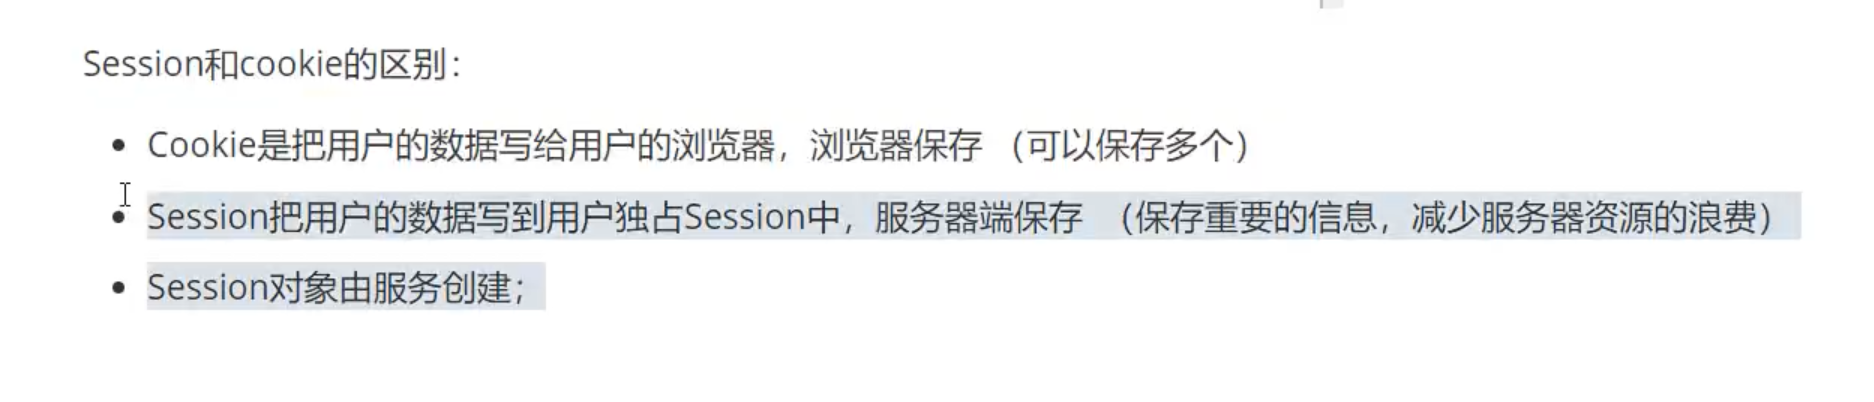 Session和cookie的区别：
Cookie是把用户的数据写给用户的浏览器，浏览器保存 （可以保存多个）
Session把用户的数据写到用户独占Session中，服务器端保存 （保存重要的信息，减少服务器资源的浪费）
Session对象由服务创建；